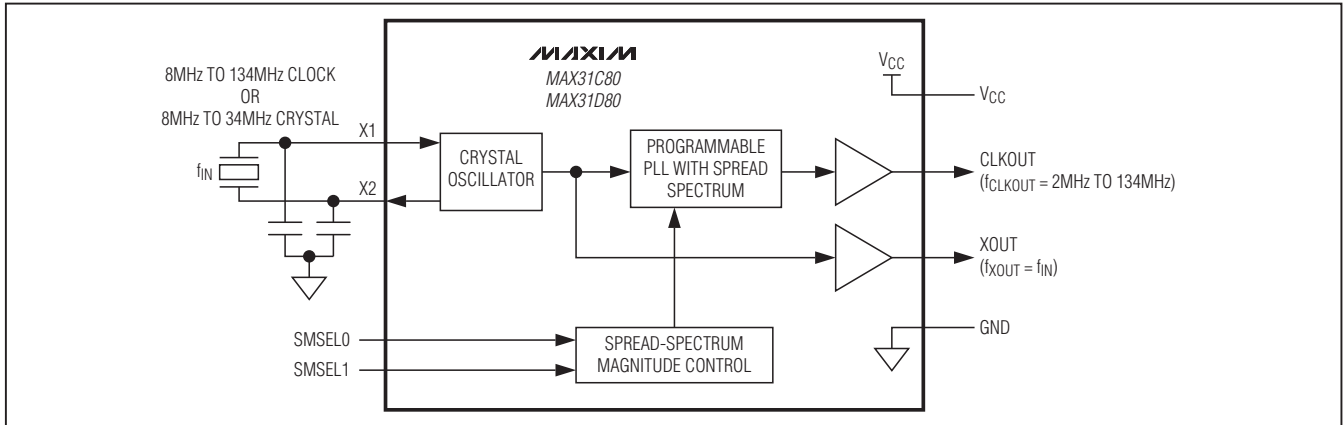 MAXIM
MAX31C80
MAX31D80
8MHz TO 134MHz CLOCK
OR
8MHz TO 34MHz CRYSTAL
fIN
X1
X2
CRYSTAL
OSCILLATOR
PROGRAMMABLE
PLL WITH SPREAD
SPECTRUM
VCC
VCC
CLKOUT
(fCLKOUT = 2MHz TO 134MHz)
XOUT
(fXOUT = fIN)
GND
SMSEL0
SMSEL1
SPREAD-SPECTRUM
MAGNITUDE CONTROL